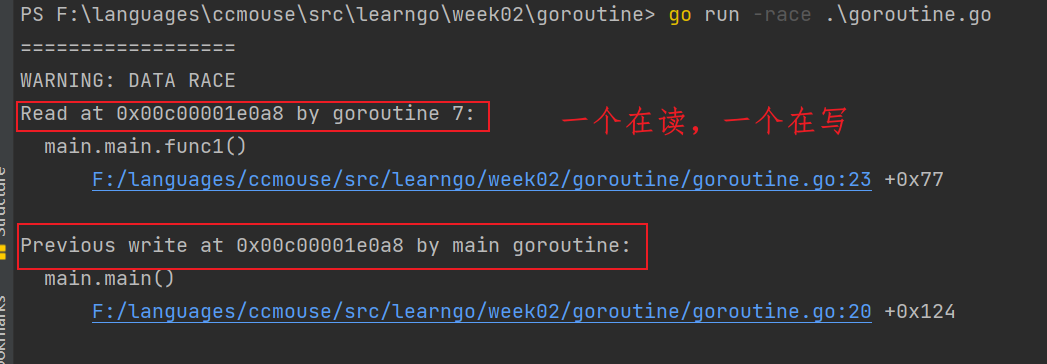 PS F:\languages\ccmouse\src\learngo\week02\goroutine> go run -race .\goroutine.go
==================
WARNING: DATA RACE
Read at 0x00c00001e0a8 by goroutine 7:
一个在读，一个在写
main.main.func1()
F:/languages/ccmouse/src/learngo/week02/goroutine/goroutine.go:23 +0x77
Previous write at 0x00c00001e0a8 by main goroutine:
main.main()
F:/languages/ccmouse/src/learngo/week02/goroutine/goroutine.go:20 +0x124